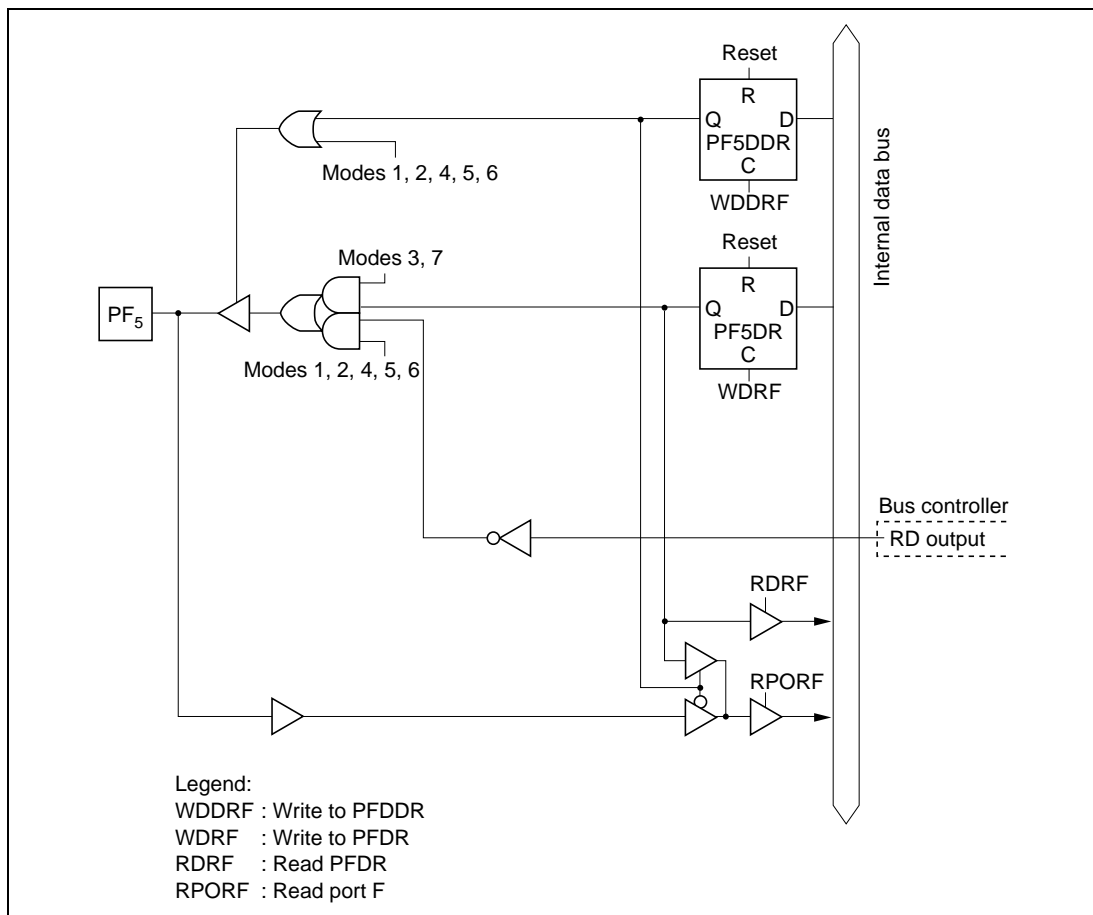 Reset
R
Q D
PF5DDR
C
WDDRF
Modes 1, 2, 4, 5, 6
Internal data bus
Reset
R
Q D
PF5DR
C
WDRF
Modes 3, 7
PF5
Modes 1, 2, 4, 5, 6
Bus controller
RD output
RDRF
RPORF
Legend:
WDDRF : Write to PFDDR
WDRF : Write to PFDR
RDRF : Read PFDR
RPORF : Read port F